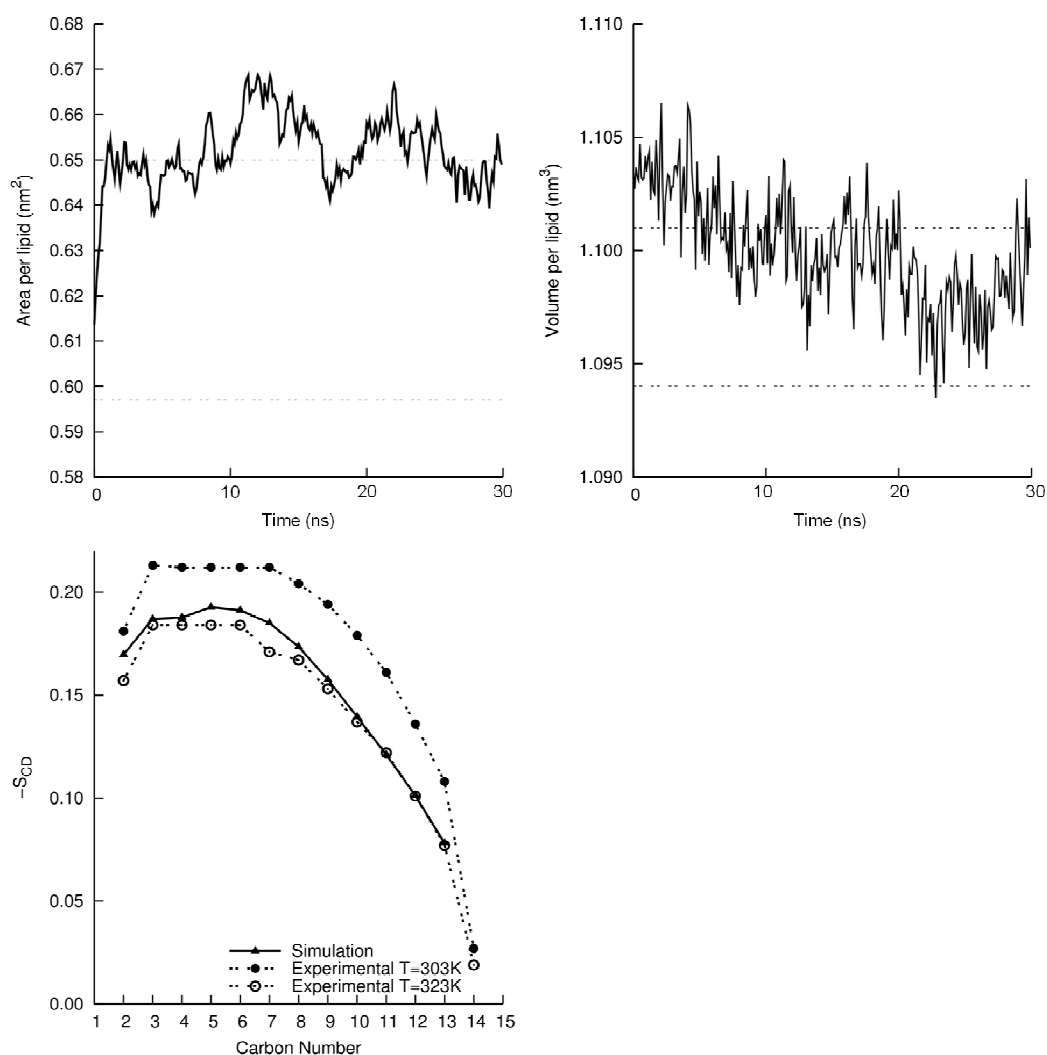 0.68
0.67
0.66
0.65
0.64
0.63
0.62
0.61
0.60
0.59
0.58
Area per lipid (nm²)
0 10 20 30
Time (ns)
1.110
1.105
1.100
1.095
1.090
Volume per lipid (nm³)
0 10 20 30
Time (ns)
0.20
0.15
0.10
0.05
0.00
−S_CD
Simulation
Experimental T=303K
Experimental T=323K
1 2 3 4 5 6 7 8 9 10 11 12 13 14 15
Carbon Number